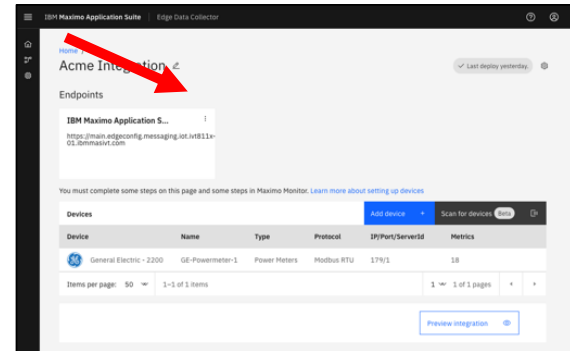 IBM Maximo Application Suite Edge Data Collector
Home /
Acme Integration
Last deploy yesterday.
Endpoints
IBM Maximo Application S...
https://main.edgeconfig.messaging.iot.ivt811x-
01.ibmmasivt.com
You must complete some steps on this page and some steps in Maximo Monitor. Learn more about setting up devices
Devices Add device + Scan for devices Beta
Device Name Type Protocol IP/Port/ServerId Metrics
General Electric - 2200 GE-Powermeter-1 Power Meters Modbus RTU 179/1 18
Items per page: 50 1–1 of 1 items 1 1 of 1 pages
Preview integration